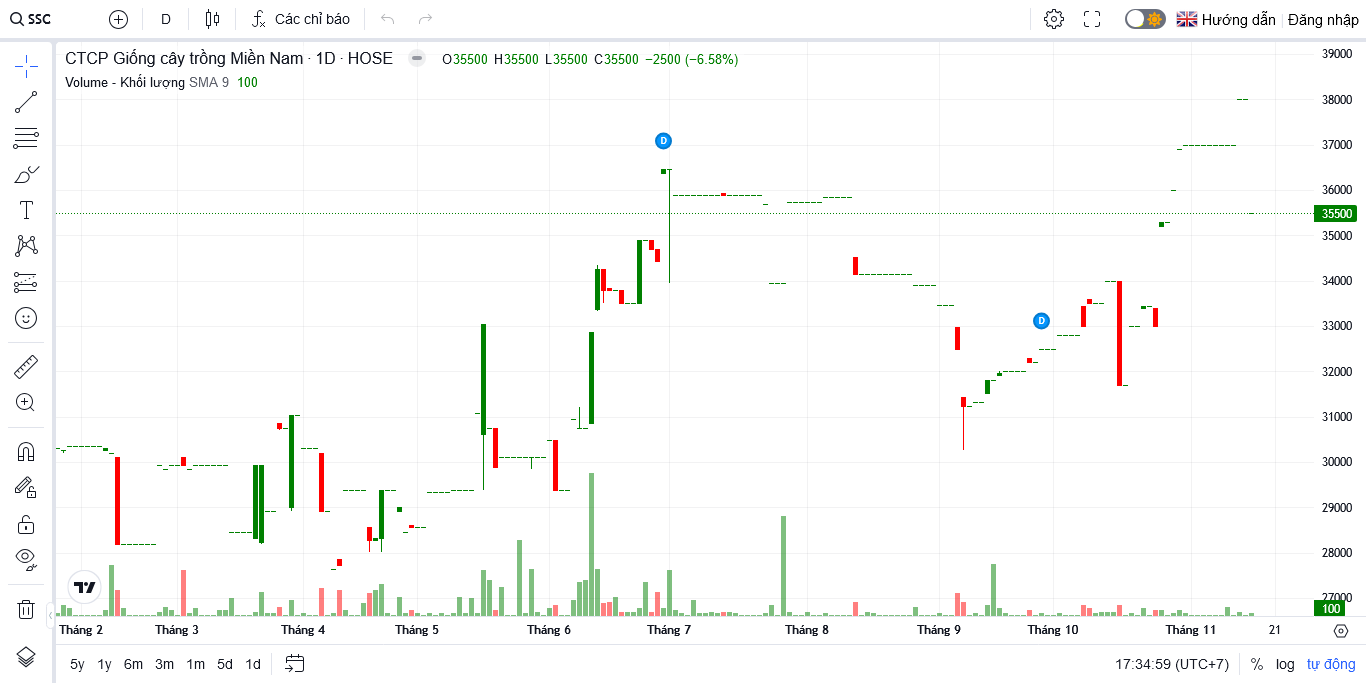 SSC D Các chỉ báo Hướng dẫn Đăng nhập
CTCP Giống cây trồng Miền Nam · 1D · HOSE O35500 H35500 L35500 C35500 −2500 (−6.58%)
Volume - Khối lượng SMA 9 100
39000
38000
37000
36000
35500
35000
34000
33000
32000
31000
30000
29000
28000
27000
100
D
D
Tháng 2 Tháng 3 Tháng 4 Tháng 5 Tháng 6 Tháng 7 Tháng 8 Tháng 9 Tháng 10 Tháng 11 21
5y 1y 6m 3m 1m 5d 1d 17:34:59 (UTC+7) % log tự động